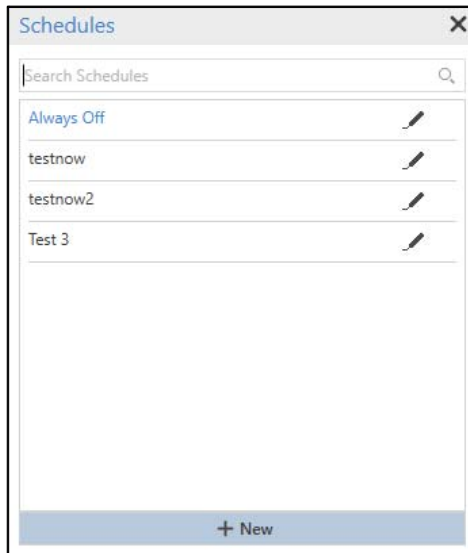 Schedules
Search Schedules
Always Off
testnow
testnow2
Test 3
+ New